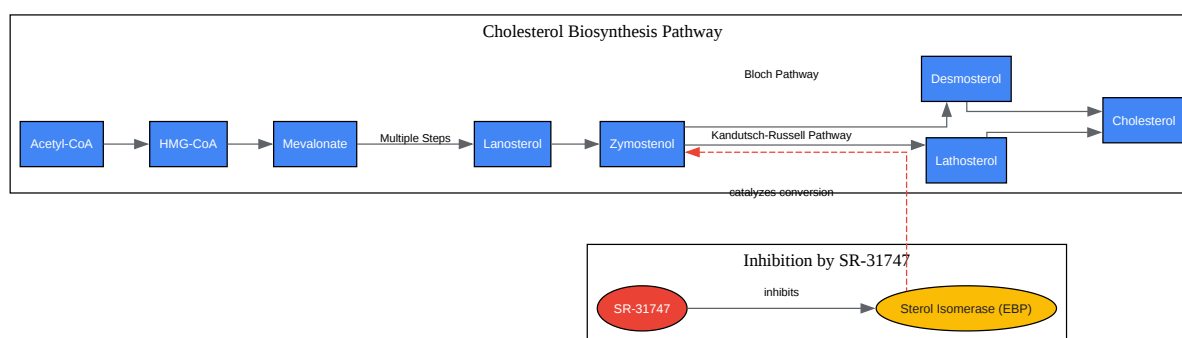 Cholesterol Biosynthesis Pathway
Bloch Pathway
Desmosterol
Acetyl-CoA
HMG-CoA
Mevalonate
Multiple Steps
Lanosterol
Zymostenol
Kandutsch-Russell Pathway
Lathosterol
Cholesterol
catalyzes conversion
Inhibition by SR-31747
SR-31747
inhibits
Sterol Isomerase (EBP)